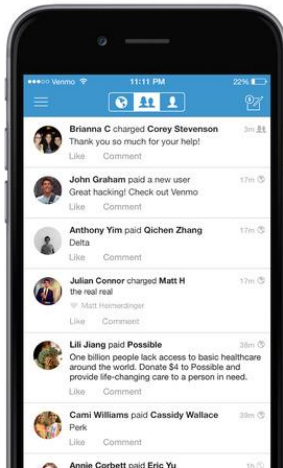 Venmo 11:11 PM 22%
Brianna C charged Corey Stevenson 3m
Thank you so much for your help!
Like Comment
John Graham paid a new user 17m
Great hacking! Check out Venmo
Like Comment
Anthony Yim paid Qichen Zhang 17m
Delta
Like Comment
Julian Connor charged Matt H 17m
the real real
Matt Heimerdinger
Like Comment
Lili Jiang paid Possible 38m
One billion people lack access to basic healthcare
around the world. Donate $4 to Possible and
provide life-changing care to a person in need.
Like Comment
Cami Williams paid Cassidy Wallace 39m
Perk
Like Comment
Annie Corbett paid Eric Yu 1h